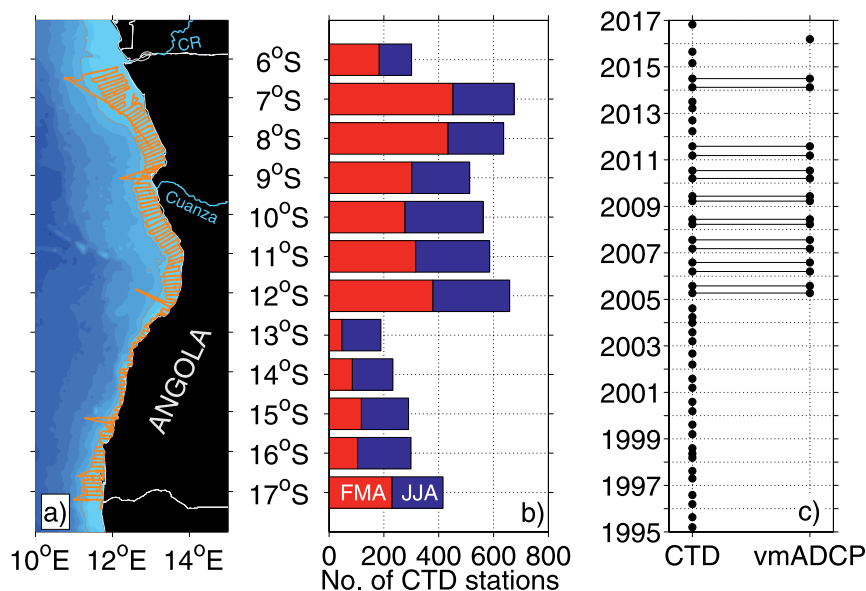 CR
Cuanza
ANGOLA
a)
10°E 12°E 14°E
6°S
7°S
8°S
9°S
10°S
11°S
12°S
13°S
14°S
15°S
16°S
17°S
FMA JJA
b)
0 200 400 600 800
No. of CTD stations
2017
2015
2013
2011
2009
2007
2005
2003
2001
1999
1997
1995
c)
CTD vmADCP